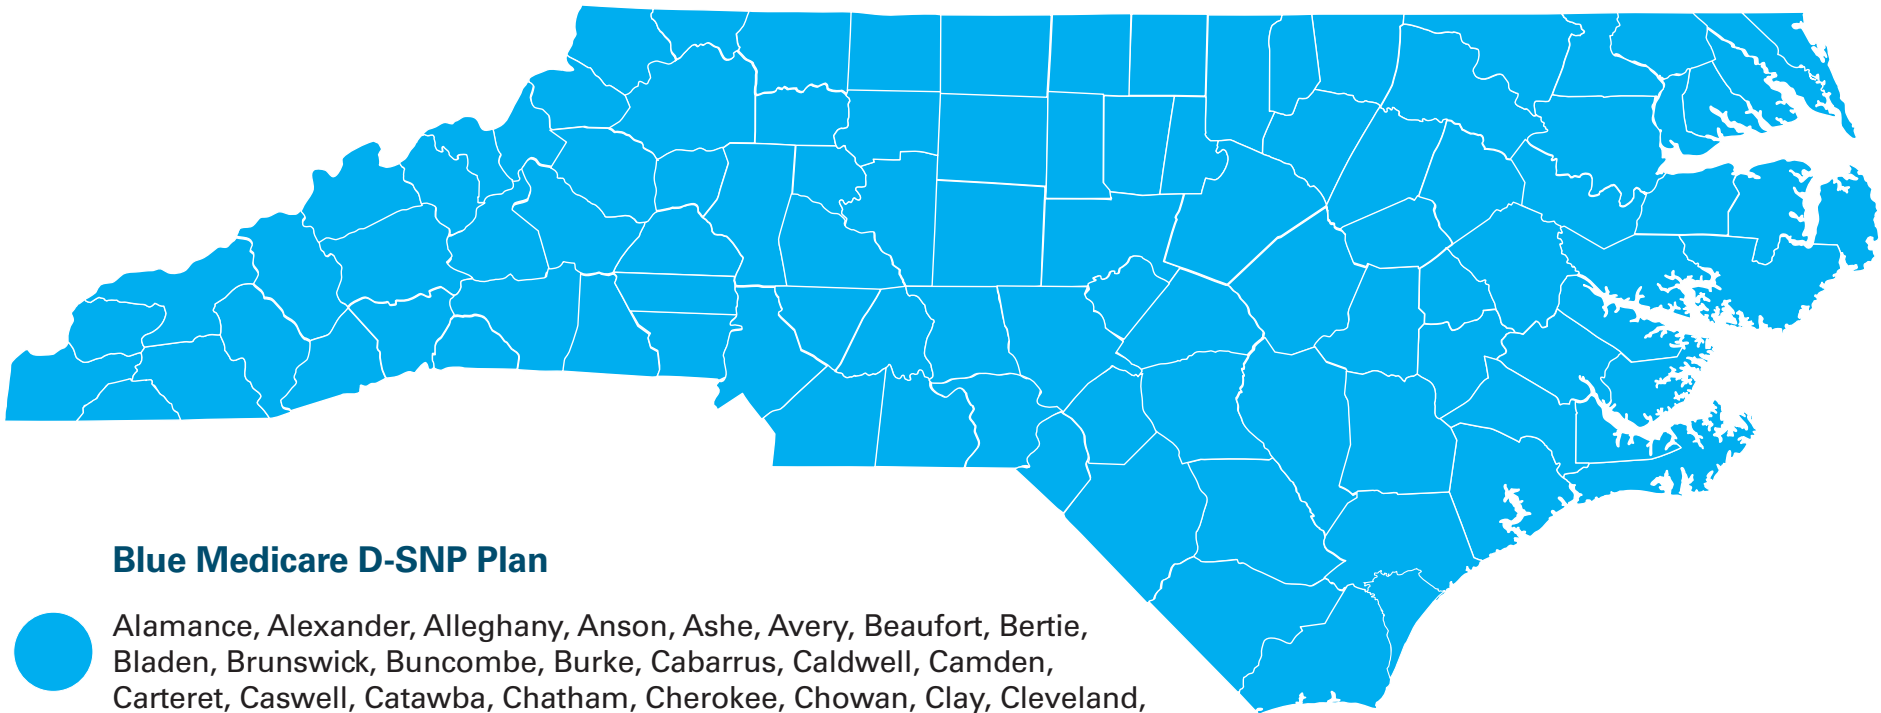 Blue Medicare D-SNP Plan
Alamance, Alexander, Alleghany, Anson, Ashe, Avery, Beaufort, Bertie,
Bladen, Brunswick, Buncombe, Burke, Cabarrus, Caldwell, Camden,
Carteret, Caswell, Catawba, Chatham, Cherokee, Chowan, Clay, Cleveland,